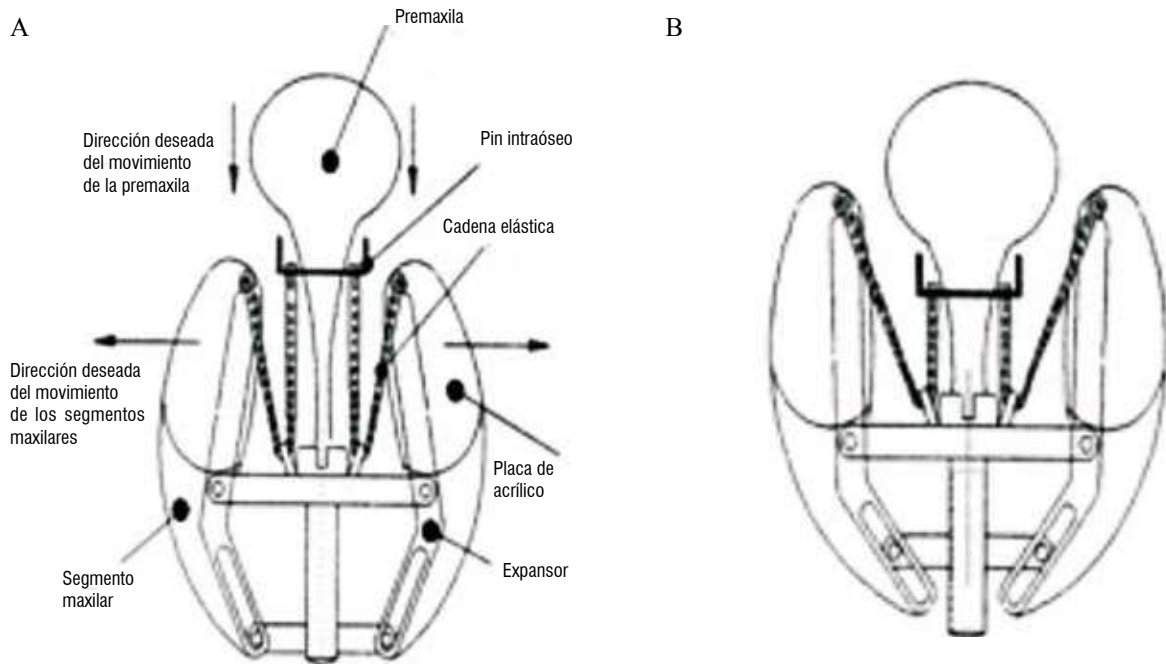 A
Premaxila
B
Dirección deseada
del movimiento
de la premaxila
Pin intraóseo
Cadena elástica
Dirección deseada
del movimiento
de los segmentos
maxilares
Placa de
acrílico
Segmento
maxilar
Expansor